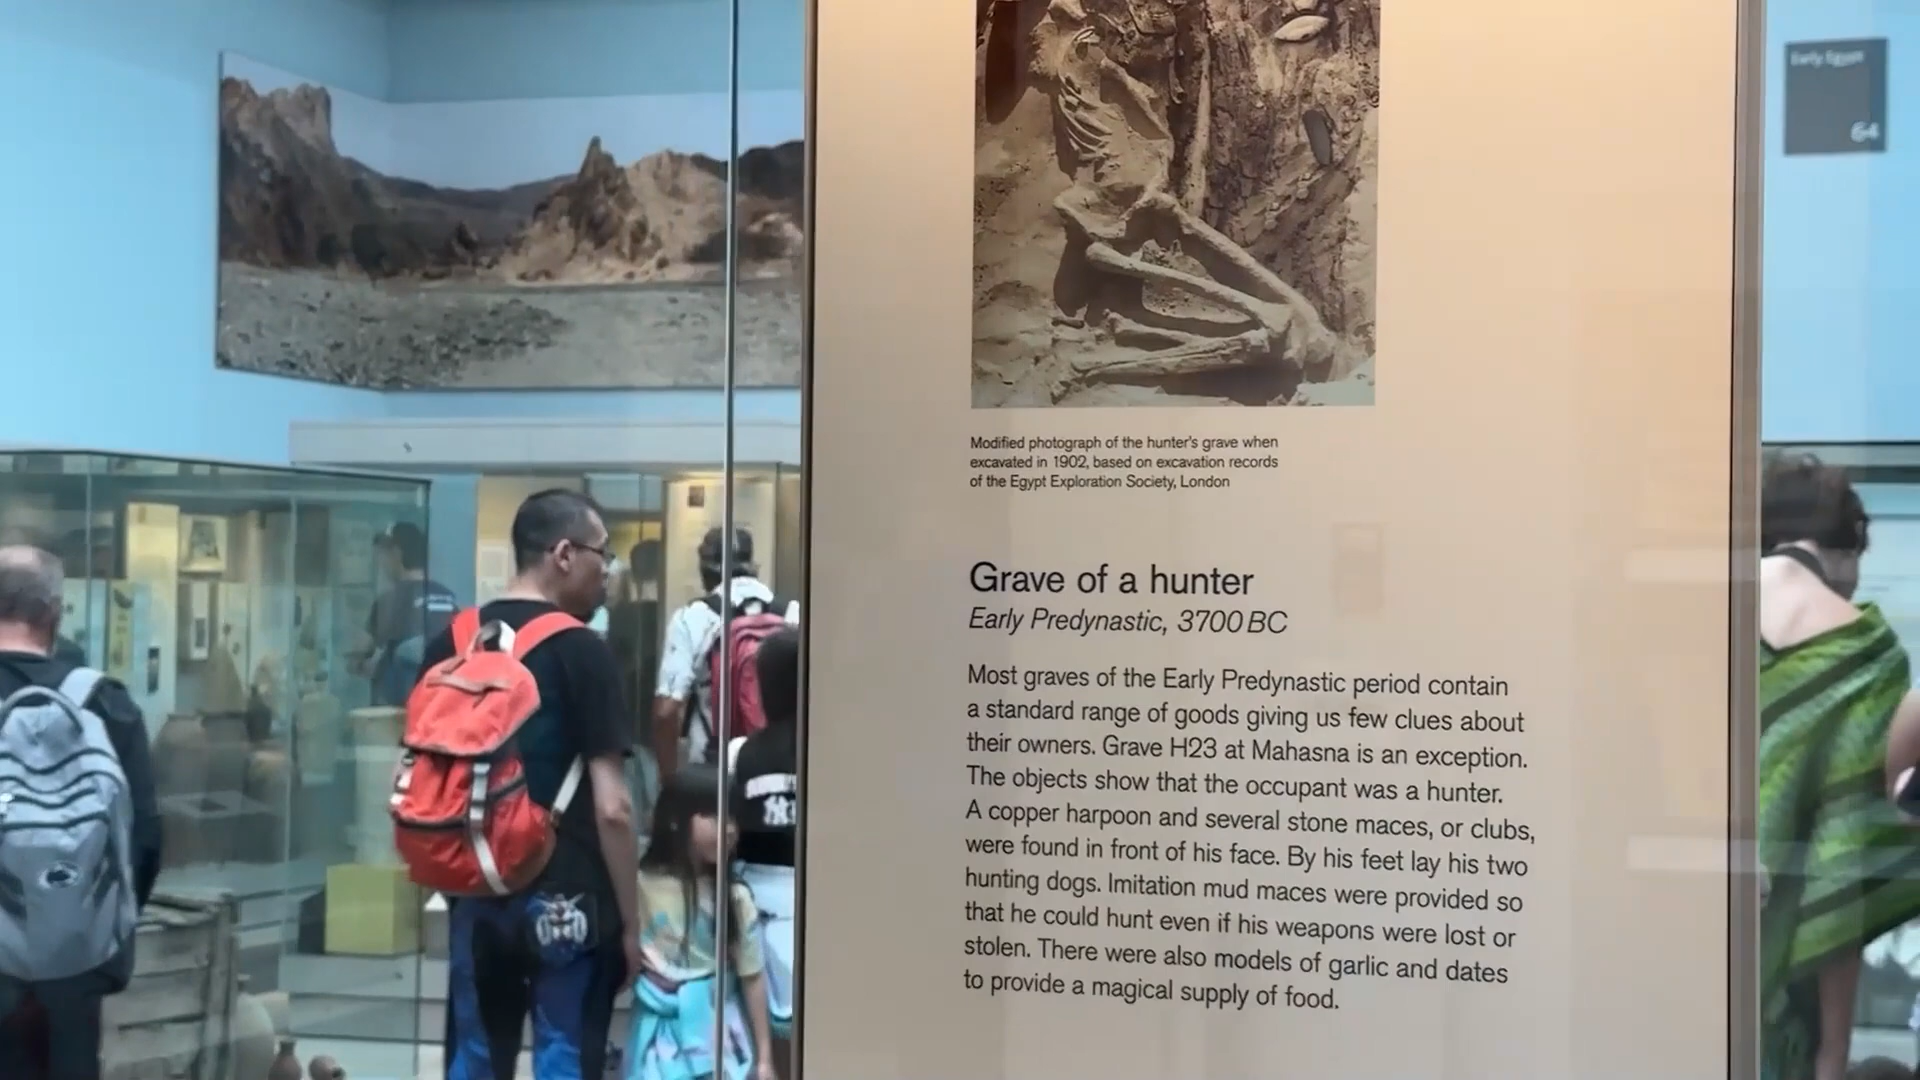 Early Egypt
64
Modified photograph of the hunter's grave when
excavated in 1902, based on excavation records
of the Egypt Exploration Society, London
Grave of a hunter
Early Predynastic, 3700 BC
Most graves of the Early Predynastic period contain
a standard range of goods giving us few clues about
their owners. Grave H23 at Mahasna is an exception.
The objects show that the occupant was a hunter.
A copper harpoon and several stone maces, or clubs,
were found in front of his face. By his feet lay his two
hunting dogs. Imitation mud maces were provided so
that he could hunt even if his weapons were lost or
stolen. There were also models of garlic and dates
to provide a magical supply of food.